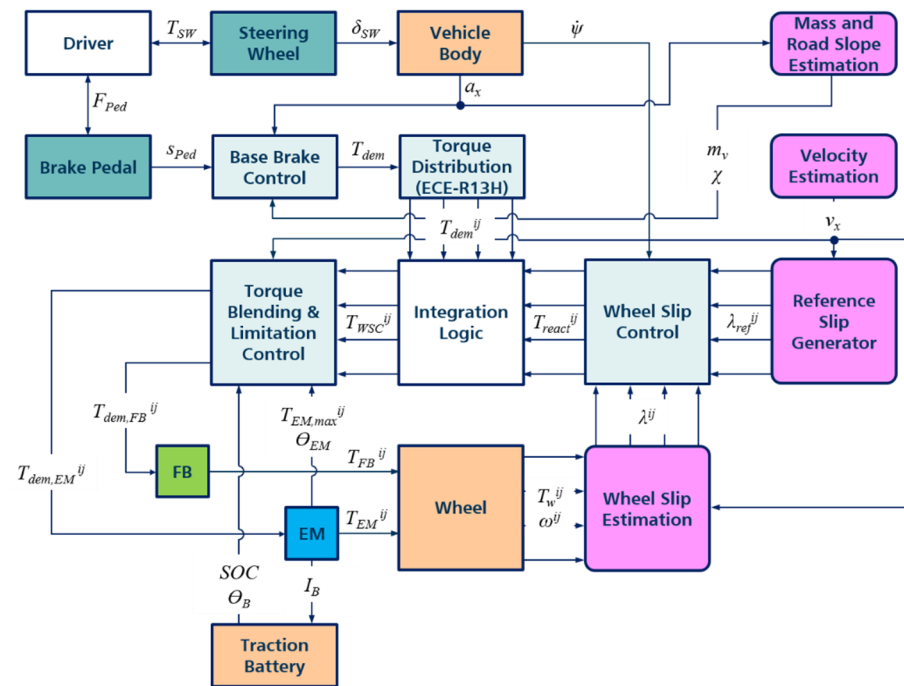 Driver
T_SW
Steering
Wheel
δ_SW
Vehicle
Body
ψ̇
Mass and
Road Slope
Estimation
F_Ped
a_x
Brake Pedal
s_Ped
Base Brake
Control
T_dem
Torque
Distribution
(ECE-R13H)
m_v
χ
Velocity
Estimation
T_dem^ij
v_x
Torque
Blending &
Limitation
Control
T_WSC^ij
Integration
Logic
T_react^ij
Wheel Slip
Control
λ_ref^ij
Reference
Slip
Generator
T_dem,FB^ij
T_EM,max^ij
Θ_EM
λ^ij
T_dem,EM^ij
FB
T_FB^ij
Wheel
T_w^ij
ω^ij
Wheel Slip
Estimation
EM
T_EM^ij
SOC
Θ_B
I_B
Traction
Battery